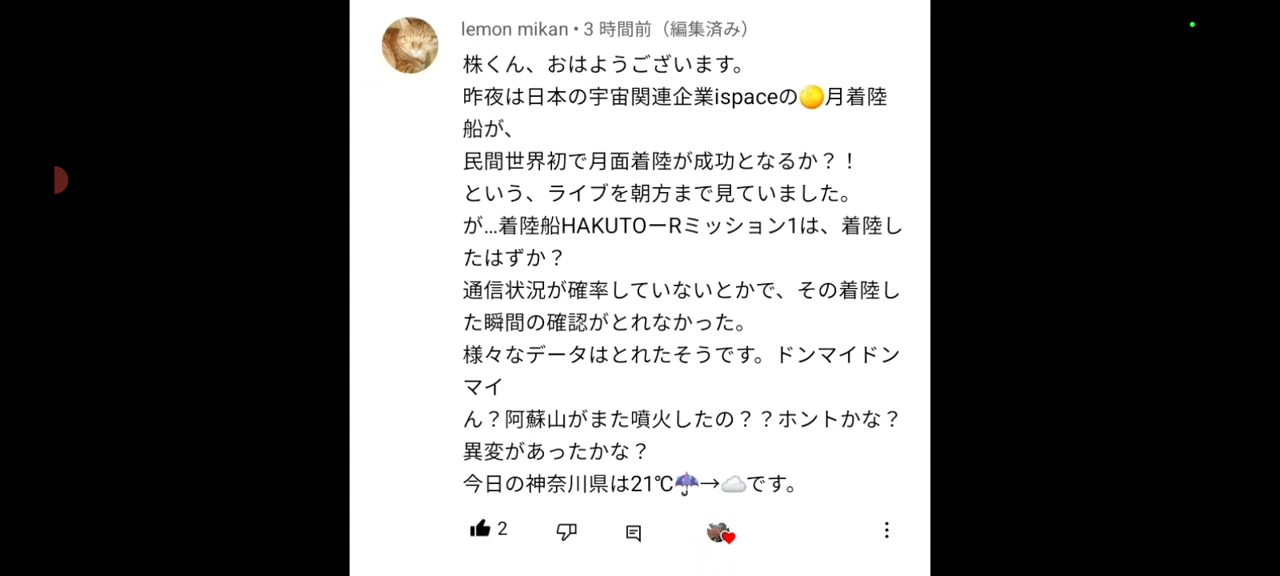 lemon mikan • 3 時間前（編集済み）
株くん、おはようございます。
昨夜は日本の宇宙関連企業ispaceの🌕月着陸
船が、
民間世界初で月面着陸が成功となるか？！
という、ライブを朝方まで見ていました。
が…着陸船HAKUTOーRミッション1は、着陸し
たはずか？
通信状況が確率していないとかで、その着陸し
た瞬間の確認がとれなかった。
様々なデータはとれたそうです。ドンマイドン
マイ
ん？阿蘇山がまた噴火したの？？ホントかな？
異変があったかな？
今日の神奈川県は21℃☔→☁️です。
2